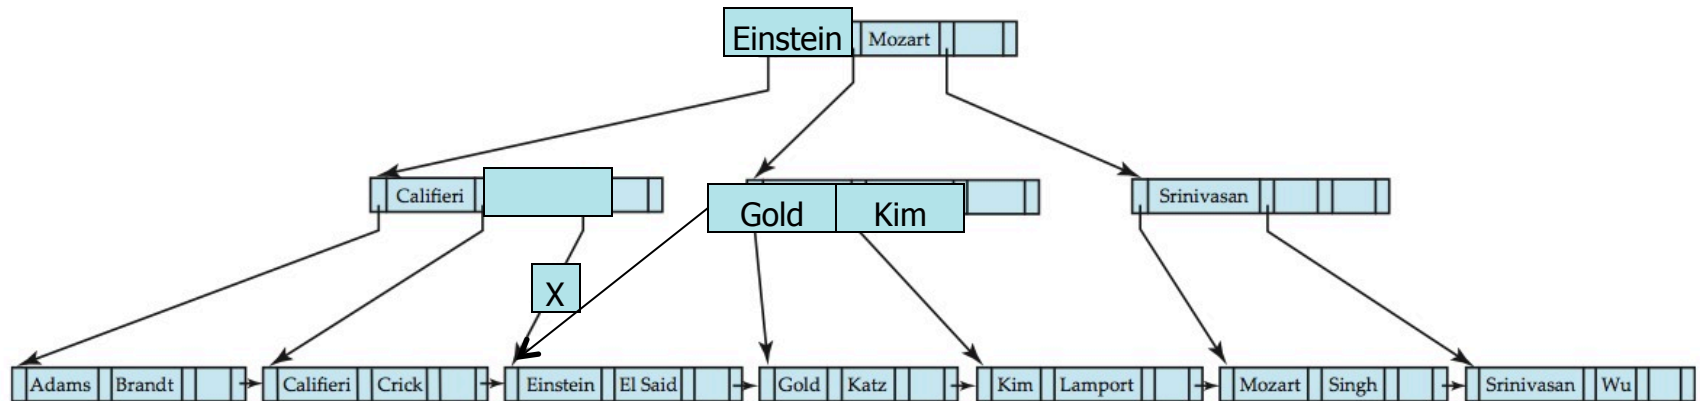 Einstein Mozart
Califieri Gold Kim Srinivasan
X
Adams Brandt Califieri Crick Einstein El Said Gold Katz Kim Lamport Mozart Singh Srinivasan Wu